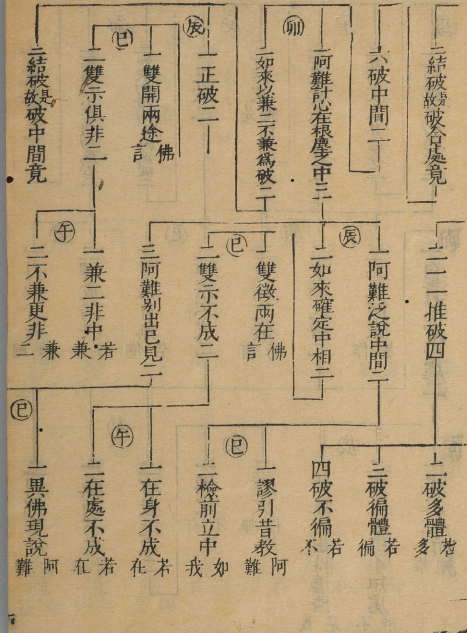 三結破是故破合處竟
六破中間二
卯
一阿難計心在根塵之中三
二如來以兼二不兼爲破二
辰
一正破二
巳
一雙開兩途
佛言
二雙示俱非二
三結破是故破中間竟
二一一推破四
辰
一阿難泛說中間二
二如來確定中相二
巳
一雙徵兩在
佛言
二雙示不成二
三阿難別出已見二
午
一兼二非中
若兼
二不兼更非
兼二
二破多體
若多
三破徧體
若徧
四破不徧
若不
巳
一謬引昔教
阿難
二檢前立中
如我
午
一在身不成
若在
二在處不成
若在
巳
一異佛現說
阿難